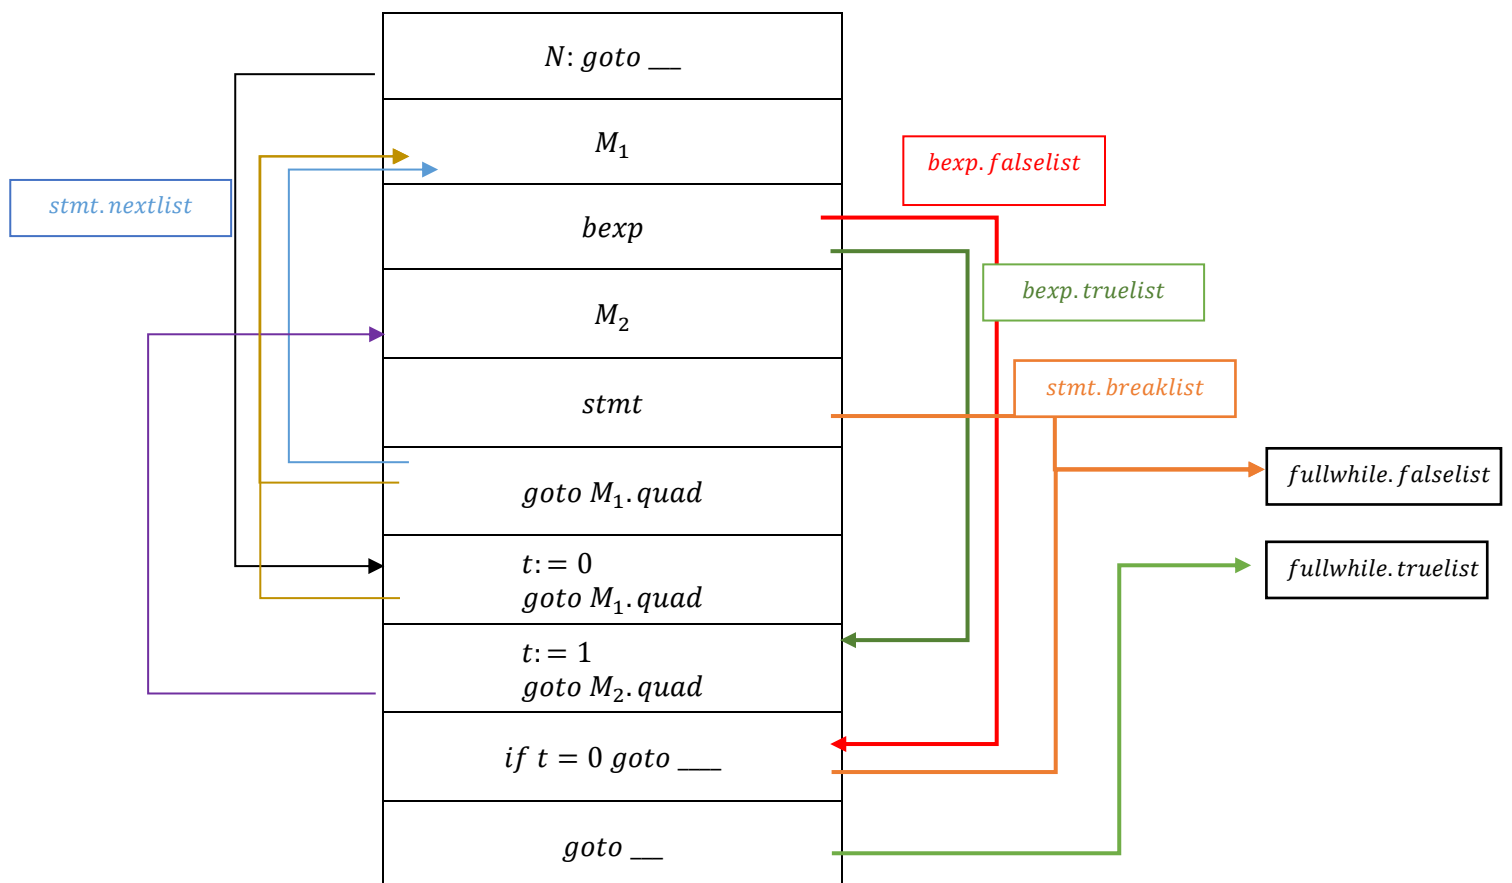 N: goto ___
M₁
bexp.falselist
stmt.nextlist
bexp
bexp.truelist
M₂
stmt.breaklist
stmt
fullwhile.falselist
goto M₁.quad
t: = 0
fullwhile.truelist
goto M₁.quad
t: = 1
goto M₂.quad
if t = 0 goto ____
goto ___